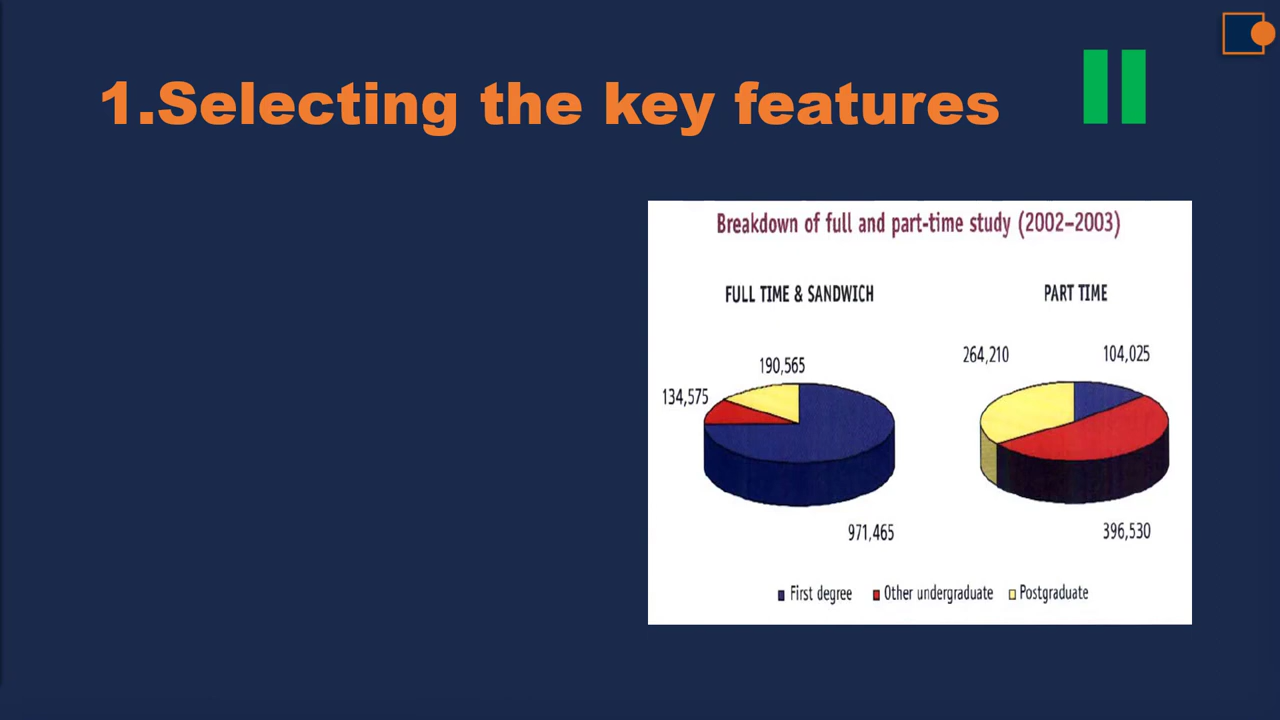 1.Selecting the key features
Breakdown of full and part-time study (2002–2003)
FULL TIME & SANDWICH
PART TIME
190,565
134,575
971,465
264,210
104,025
396,530
First degree
Other undergraduate
Postgraduate